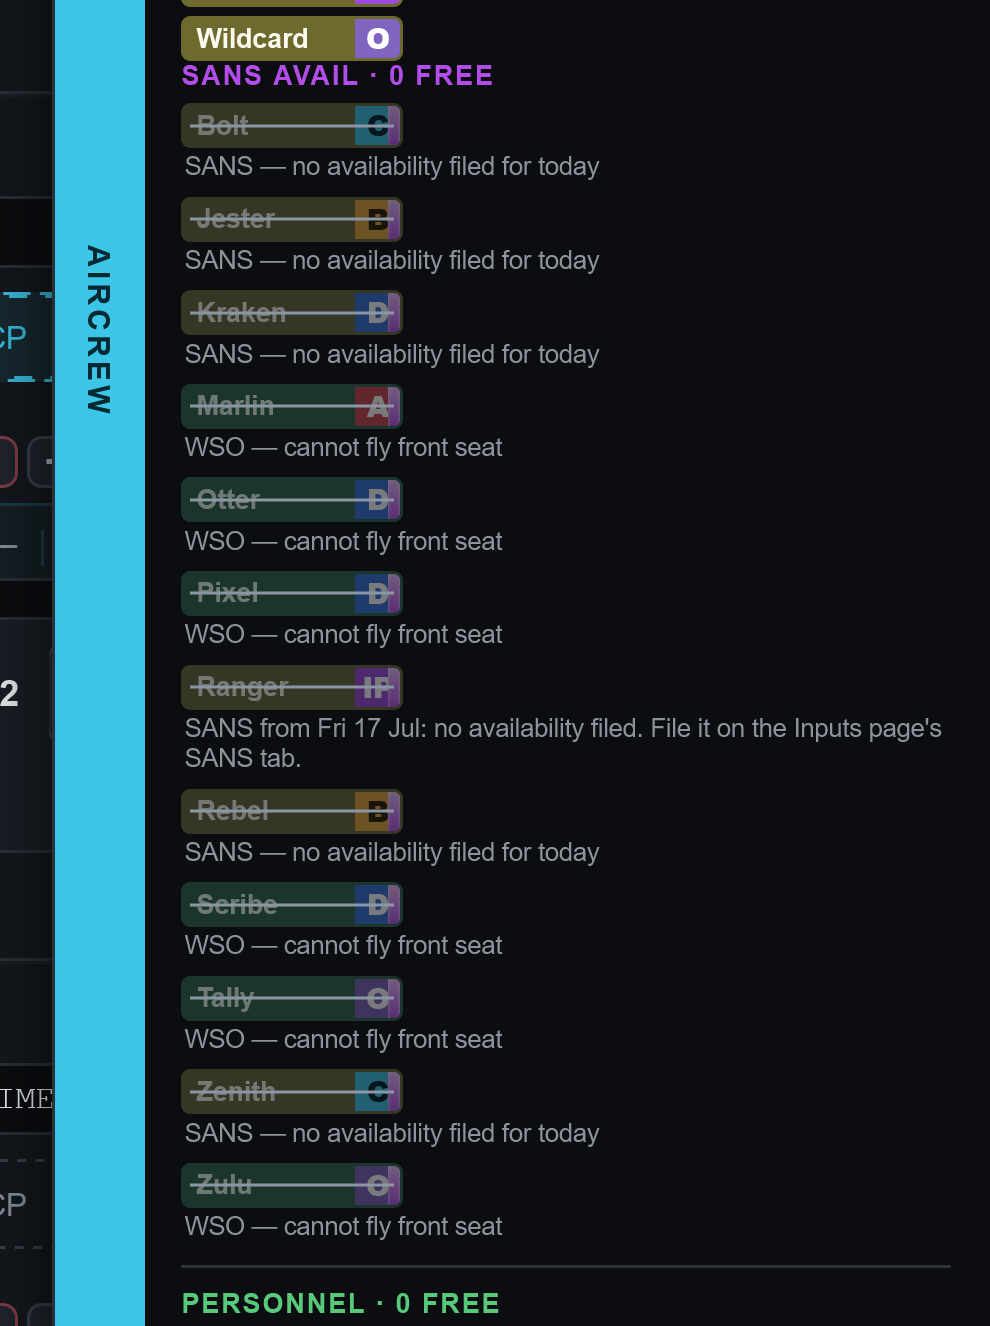 Wildcard O
SANS AVAIL · 0 FREE
Bolt C
SANS — no availability filed for today
Jester B
SANS — no availability filed for today
Kraken D
SANS — no availability filed for today
Marlin A
WSO — cannot fly front seat
Otter D
WSO — cannot fly front seat
Pixel D
WSO — cannot fly front seat
Ranger IP
SANS from Fri 17 Jul: no availability filed. File it on the Inputs page's
SANS tab.
Rebel B
SANS — no availability filed for today
Scribe D
WSO — cannot fly front seat
Tally O
WSO — cannot fly front seat
Zenith C
SANS — no availability filed for today
Zulu O
WSO — cannot fly front seat
PERSONNEL · 0 FREE
AIRCREW
CP
2
IME
CP